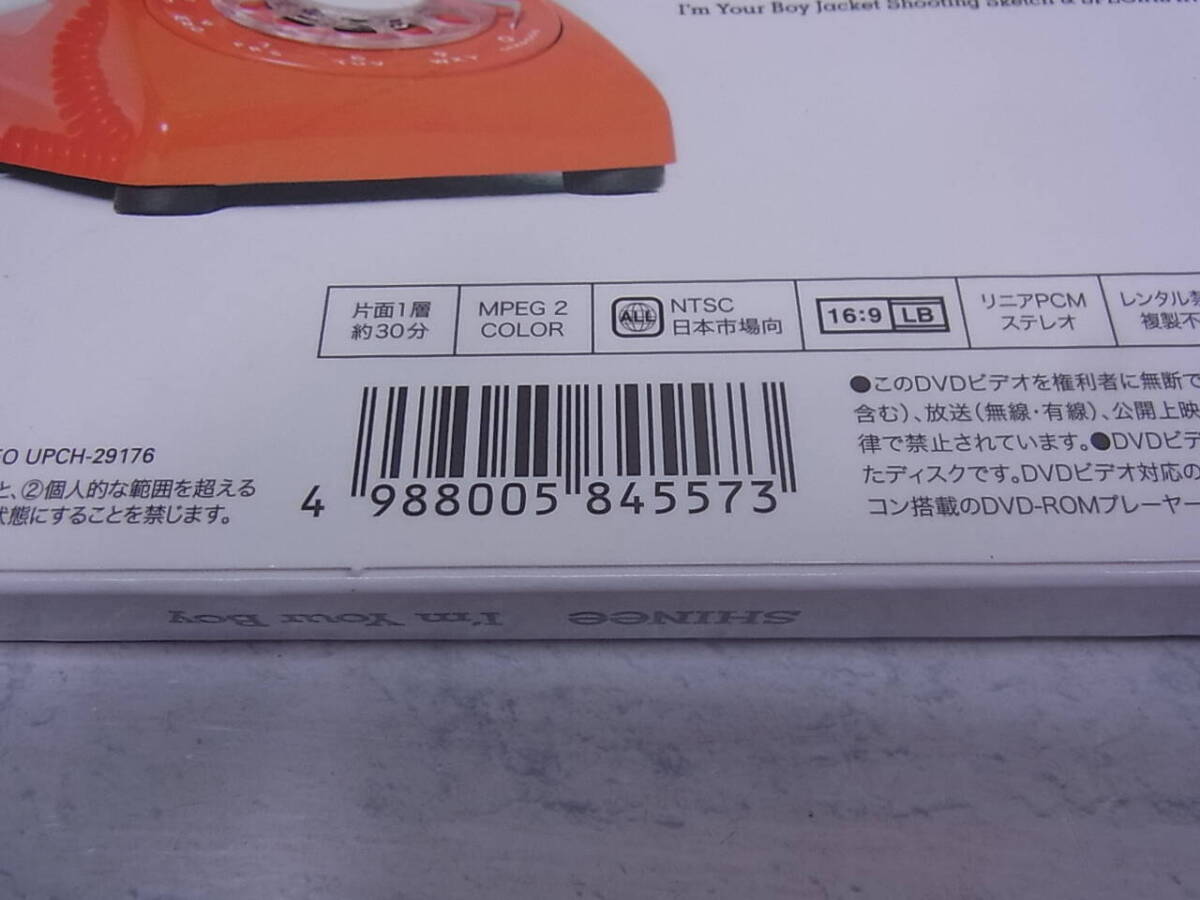 I'm Your Boy Jacket Shooting Sketch &
片面1層
約30分
MPEG 2
COLOR
ALL
NTSC
日本市場向
16:9 LB
リニアPCM
ステレオ
レンタル
複製不
UPCH-29176
と、②個人的な範囲を超える
状態にすることを禁じます。
4 988005 845573
●このDVDビデオを権利者に無断で
含む)、放送(無線・有線)、公開上映
律で禁止されています。●DVDビデ
たディスクです。DVDビデオ対応の
コン搭載のDVD-ROMプレーヤー
SHINee I'm Your Boy